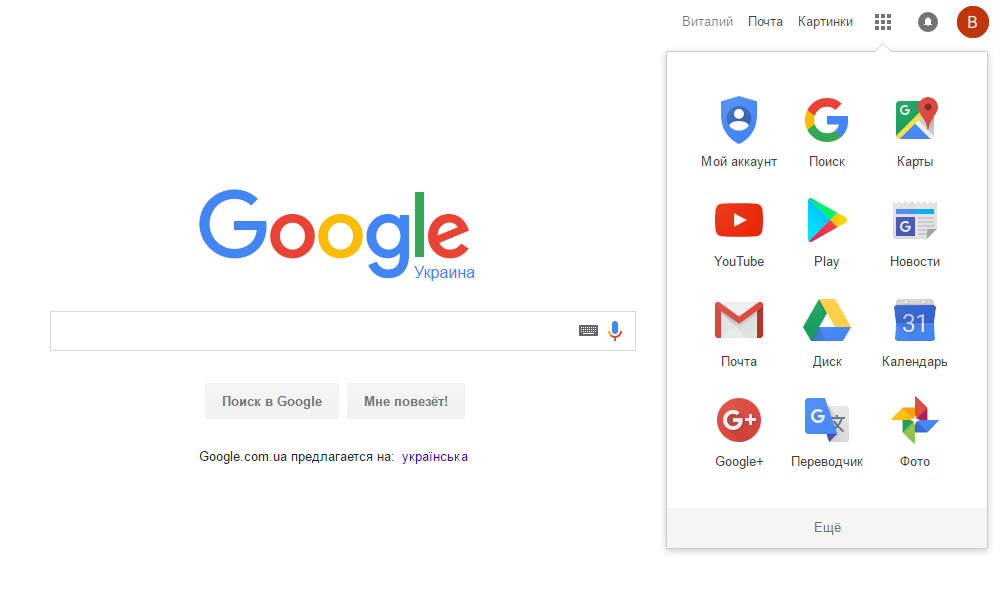 Виталий Почта Картинки В
Google
Украина
Поиск в Google Мне повезёт!
Google.com.ua предлагается на: українська
G
Мой аккаунт Поиск Карты
G
YouTube Play Новости
31
Почта Диск Календарь
G+ G 文
Google+ Переводчик Фото
Ещё